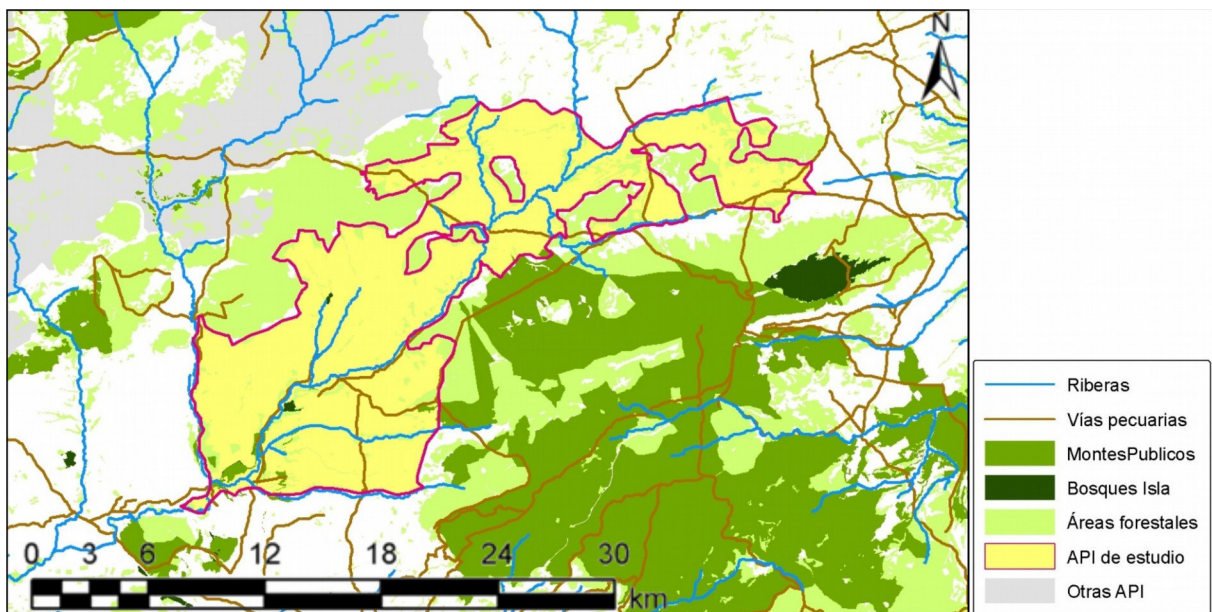 N
0 3 6 12 18 24 30
km
Riberas
Vías pecuarias
MontesPublicos
Bosques Isla
Áreas forestales
API de estudio
Otras API